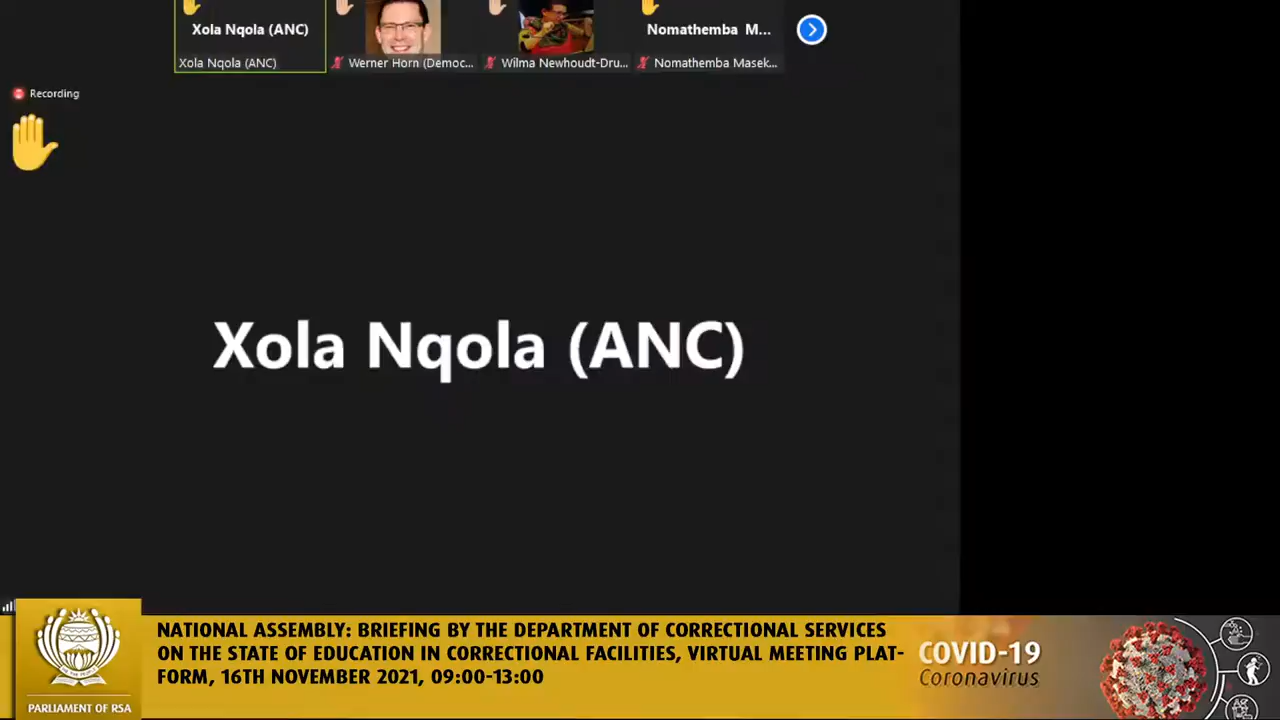 Xola Nqola (ANC)
Nomathemba M...
Xola Nqola (ANC)
Werner Horn (Democ...
Wilma Newhoudt-Dru...
Nomathemba Masek...
Recording
Xola Nqola (ANC)
NATIONAL ASSEMBLY: BRIEFING BY THE DEPARTMENT OF CORRECTIONAL SERVICES
ON THE STATE OF EDUCATION IN CORRECTIONAL FACILITIES, VIRTUAL MEETING PLAT-
FORM, 16TH NOVEMBER 2021, 09:00-13:00
PARLIAMENT OF RSA
COVID-19
Coronavirus